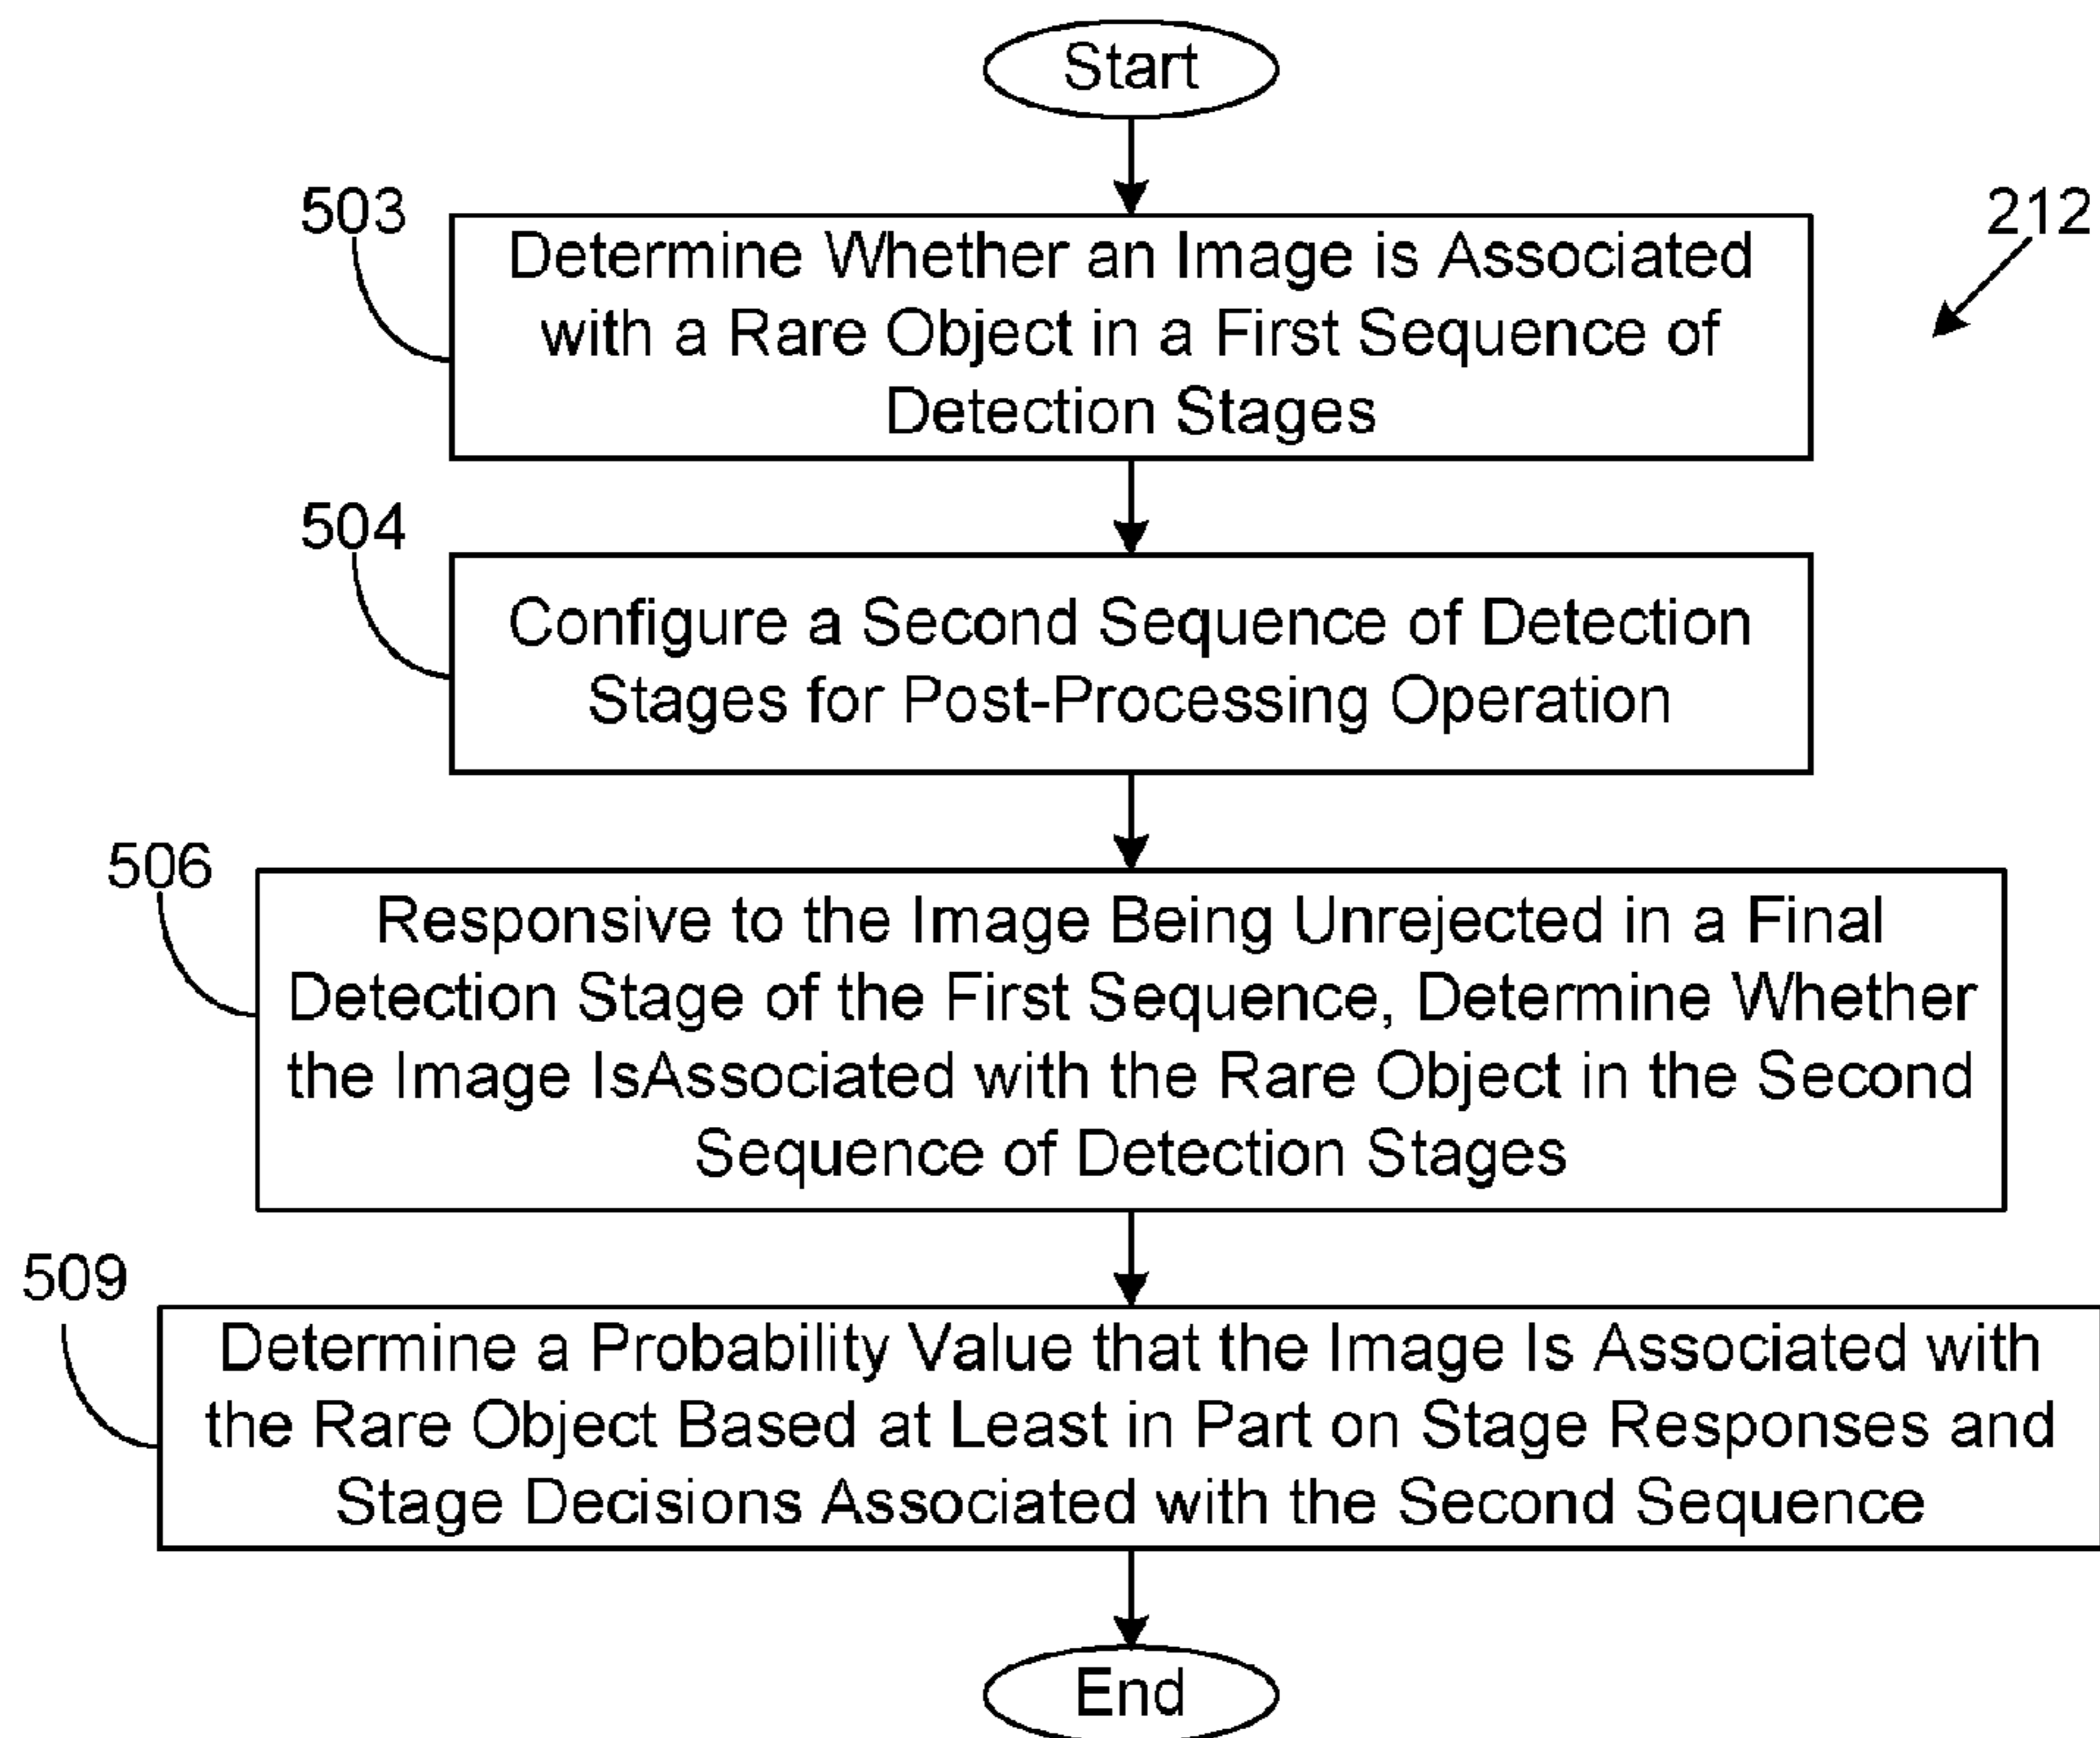 Start
503
212
Determine Whether an Image is Associated
with a Rare Object in a First Sequence of
Detection Stages
504
Configure a Second Sequence of Detection
Stages for Post-Processing Operation
506
Responsive to the Image Being Unrejected in a Final
Detection Stage of the First Sequence, Determine Whether
the Image IsAssociated with the Rare Object in the Second
Sequence of Detection Stages
509
Determine a Probability Value that the Image Is Associated with
the Rare Object Based at Least in Part on Stage Responses and
Stage Decisions Associated with the Second Sequence
End